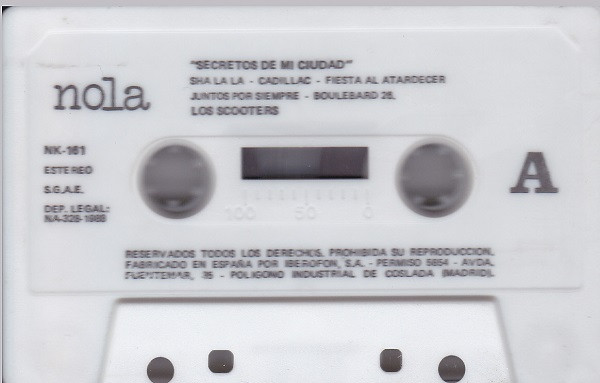 nola
"SECRETOS DE MI CIUDAD"
SHA LA LA - CADILLAC - FIESTA AL ATARDECER
JUNTOS POR SIEMPRE - BOULEBARD 26.
LOS SCOOTERS
NK-161
ESTEREO
S.G.A.E.
DEP. LEGAL:
NA-328-1988
A
100 50 0
RESERVADOS TODOS LOS DERECHOS. PROHIBIDA SU REPRODUCCION.
FABRICADO EN ESPAÑA POR IBEROFON, S.A. - PERMISO 5654 - AVDA.
FUENTEMAR, 35 - POLIGONO INDUSTRIAL DE COSLADA (MADRID).